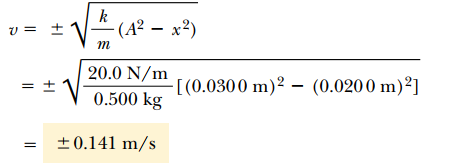 v = ± √(k/m (A² − x²))
= ± √(20.0 N/m / 0.500 kg [(0.0300 m)² − (0.0200 m)²])
= ±0.141 m/s